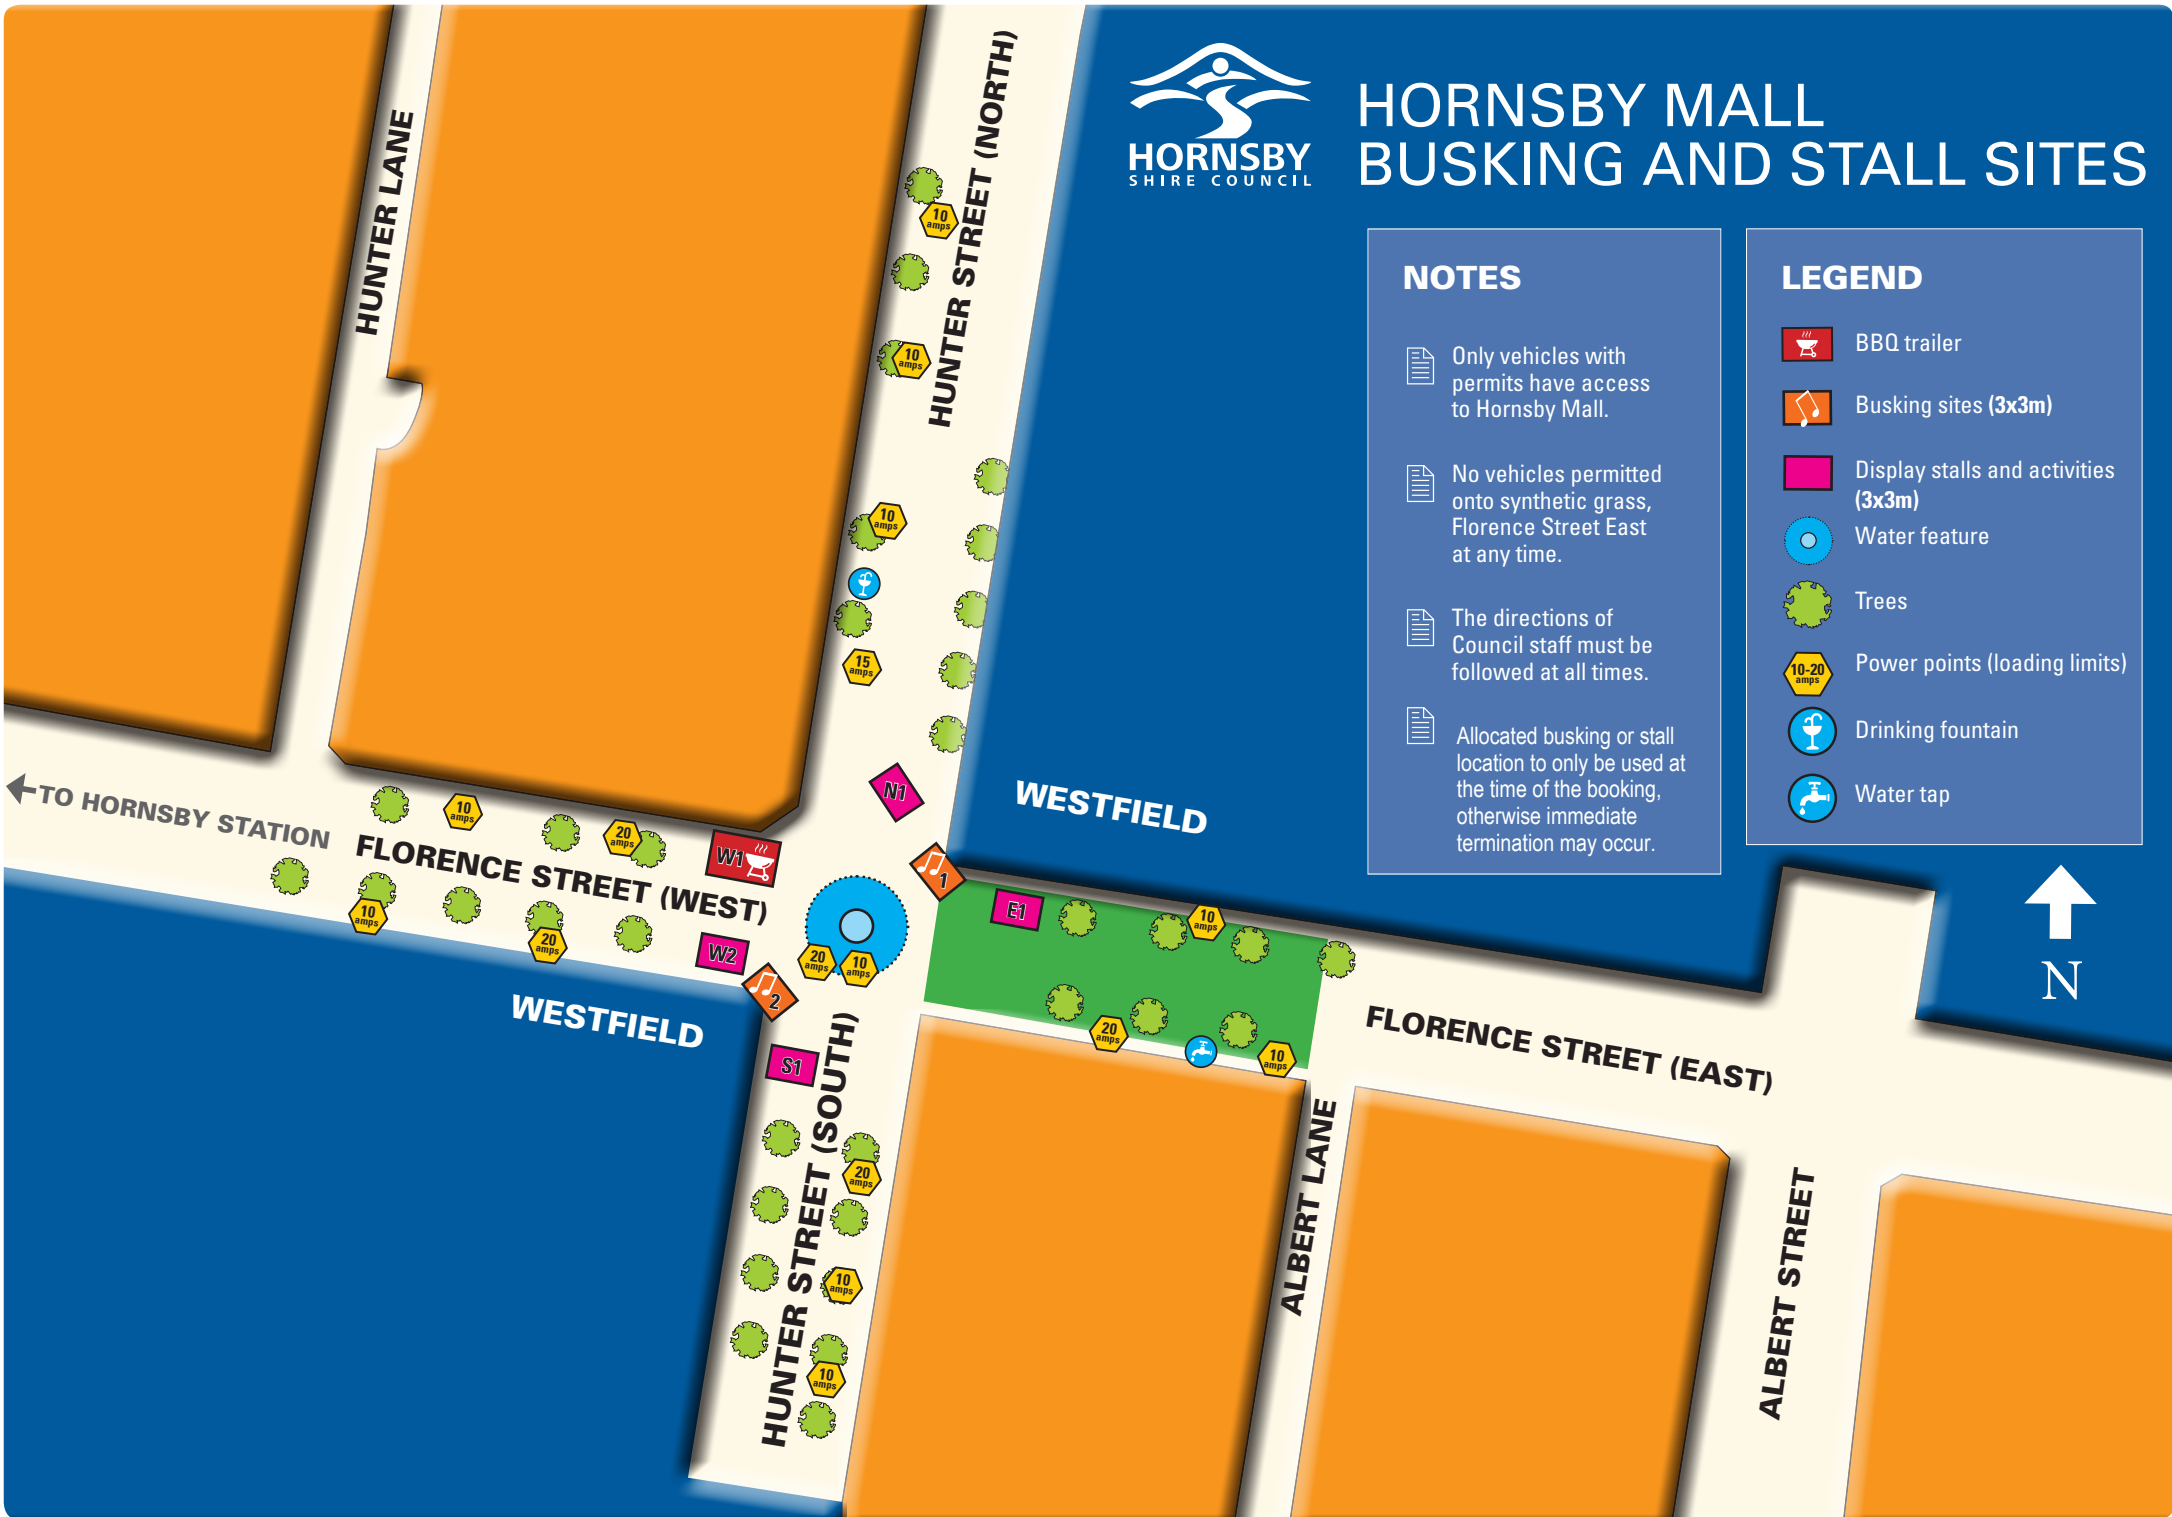 HORNSBY
SHIRE COUNCIL
HORNSBY MALL
BUSKING AND STALL SITES
NOTES
Only vehicles with
permits have access
to Hornsby Mall.
No vehicles permitted
onto synthetic grass,
Florence Street East
at any time.
The directions of
Council staff must be
followed at all times.
Allocated busking or stall
location to only be used at
the time of the booking,
otherwise immediate
termination may occur.
LEGEND
BBQ trailer
Busking sites (3x3m)
Display stalls and activities
(3x3m)
Water feature
Trees
10-20
amps
Power points (loading limits)
Drinking fountain
Water tap
N
HUNTER LANE
HUNTER STREET (NORTH)
10
amps
10
amps
10
amps
15
amps
N1
WESTFIELD
TO HORNSBY STATION
FLORENCE STREET (WEST)
10
amps
20
amps
W1
10
amps
20
amps
W2
1
2
20
amps
10
amps
E1
10
amps
20
amps
10
amps
WESTFIELD
FLORENCE STREET (EAST)
S1
HUNTER STREET (SOUTH)
20
amps
10
amps
10
amps
ALBERT LANE
ALBERT STREET